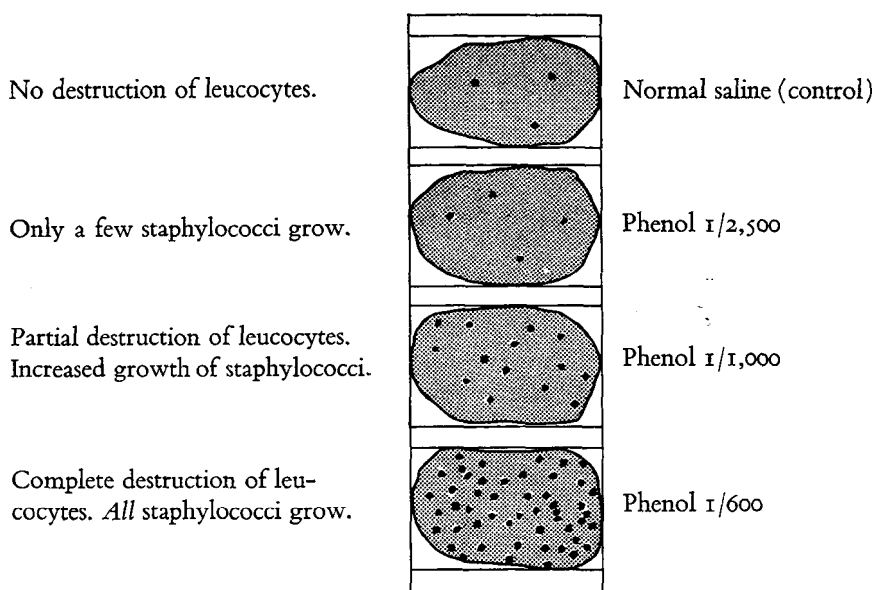 No destruction of leucocytes.
Normal saline (control)
Only a few staphylococci grow.
Phenol 1/2,500
Partial destruction of leucocytes.
Increased growth of staphylococci.
Phenol 1/1,000
Complete destruction of leu-
cocytes. All staphylococci grow.
Phenol 1/600